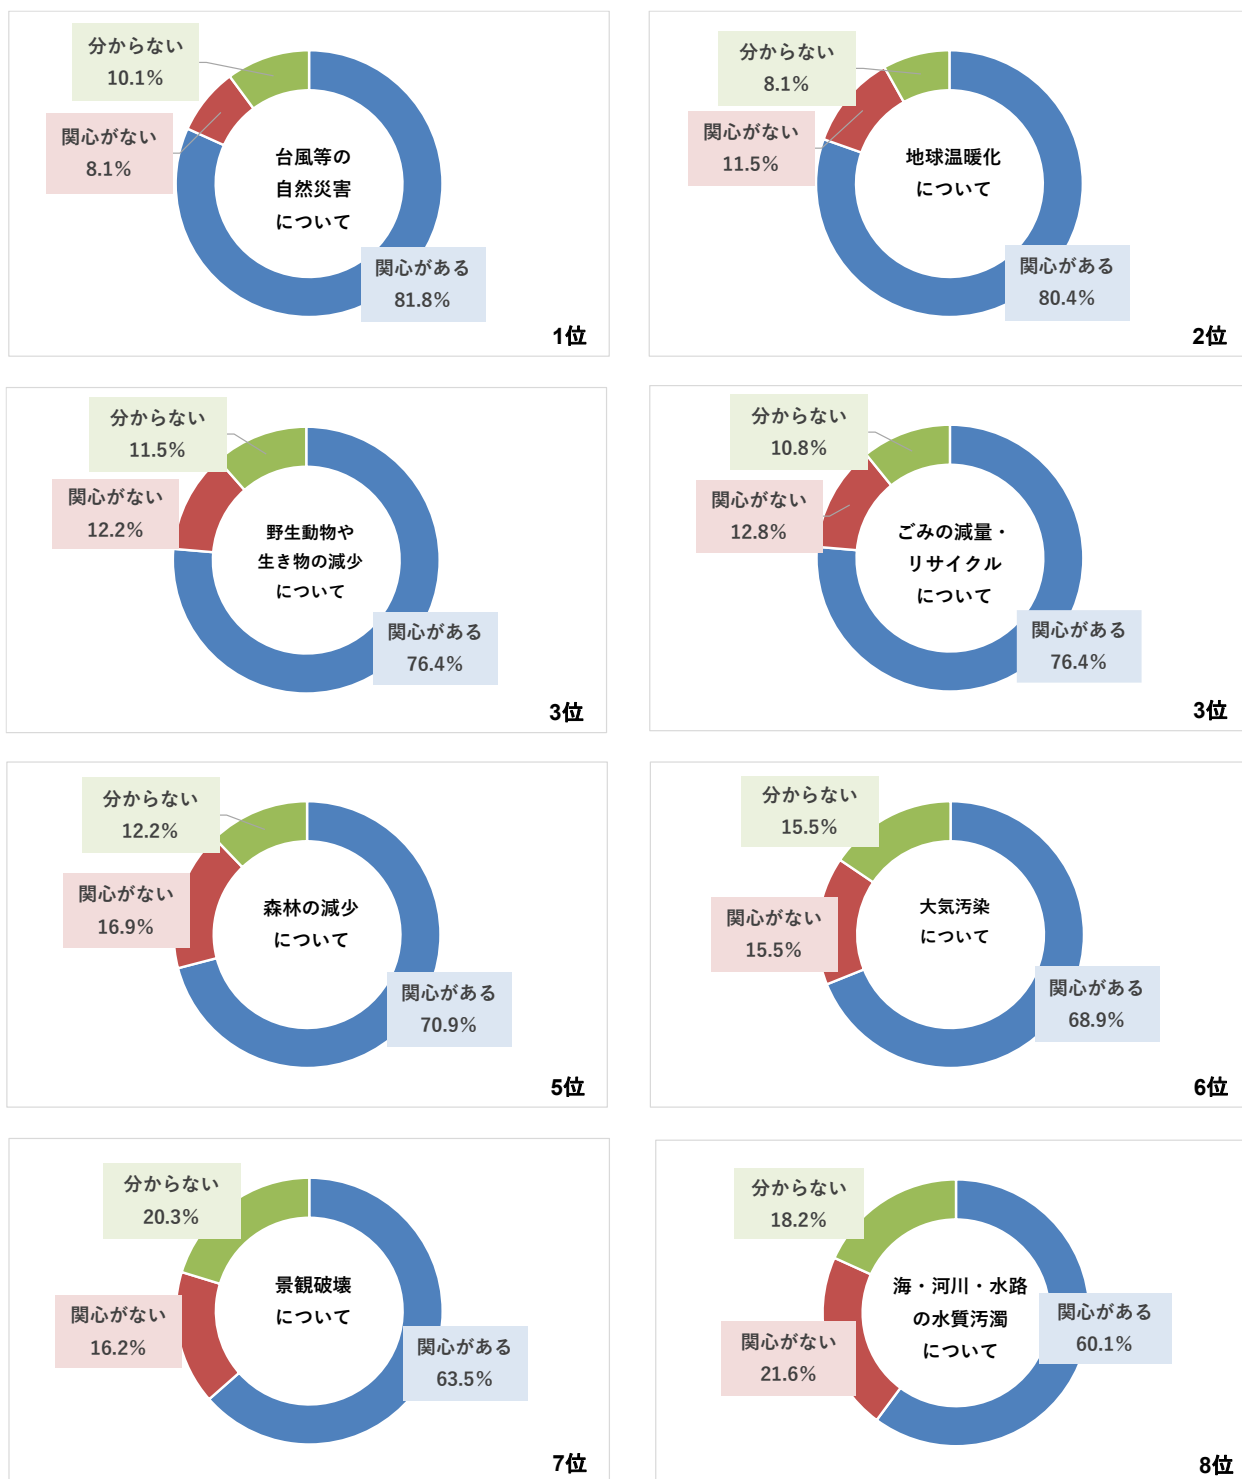 分からない
10.1%
関心がない
8.1%
台風等の
自然災害
について
関心がある
81.8%
1位
分からない
8.1%
関心がない
11.5%
地球温暖化
について
関心がある
80.4%
2位
分からない
11.5%
関心がない
12.2%
野生動物や
生き物の減少
について
関心がある
76.4%
3位
分からない
10.8%
関心がない
12.8%
ごみの減量・
リサイクル
について
関心がある
76.4%
3位
分からない
12.2%
関心がない
16.9%
森林の減少
について
関心がある
70.9%
5位
分からない
15.5%
関心がない
15.5%
大気汚染
について
関心がある
68.9%
6位
分からない
20.3%
関心がない
16.2%
景観破壊
について
関心がある
63.5%
7位
分からない
18.2%
関心がない
21.6%
海・河川・水路
の水質汚濁
について
関心がある
60.1%
8位